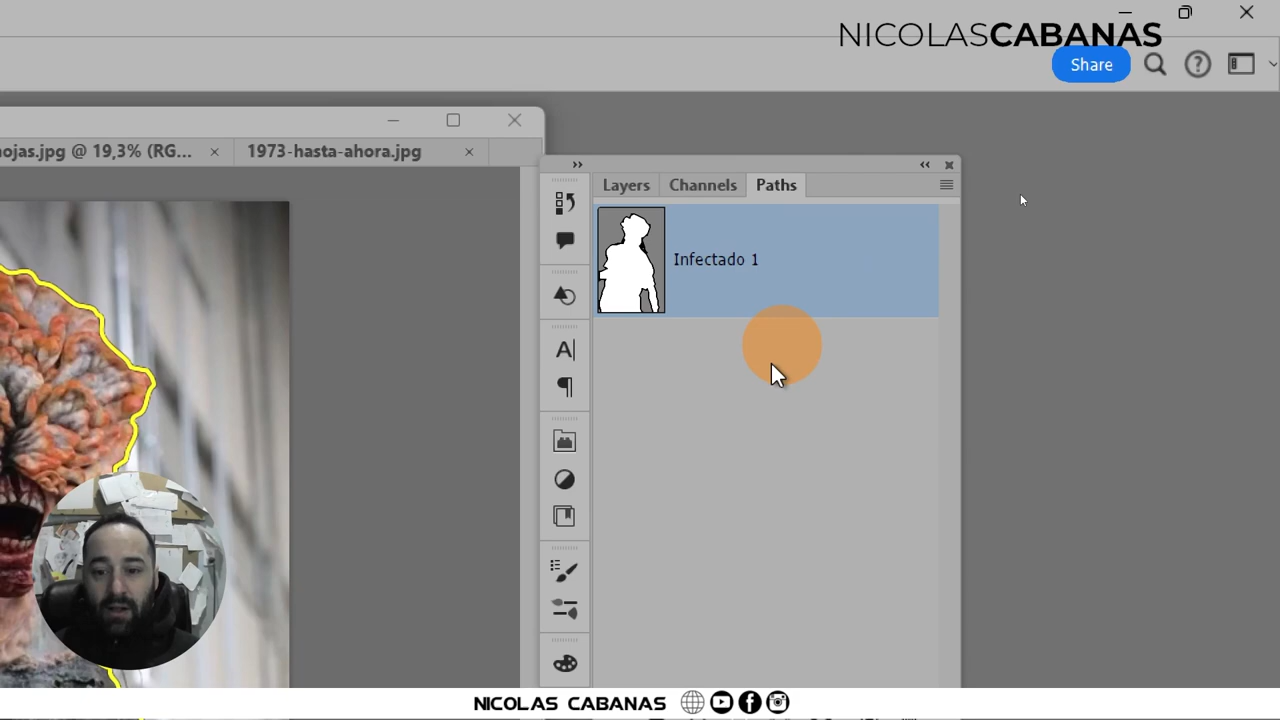 NICOLASCABANAS
Share
ojas.jpg @ 19,3% (RG...
1973-hasta-ahora.jpg
Layers Channels Paths
Infectado 1
A
NICOLAS CABANAS